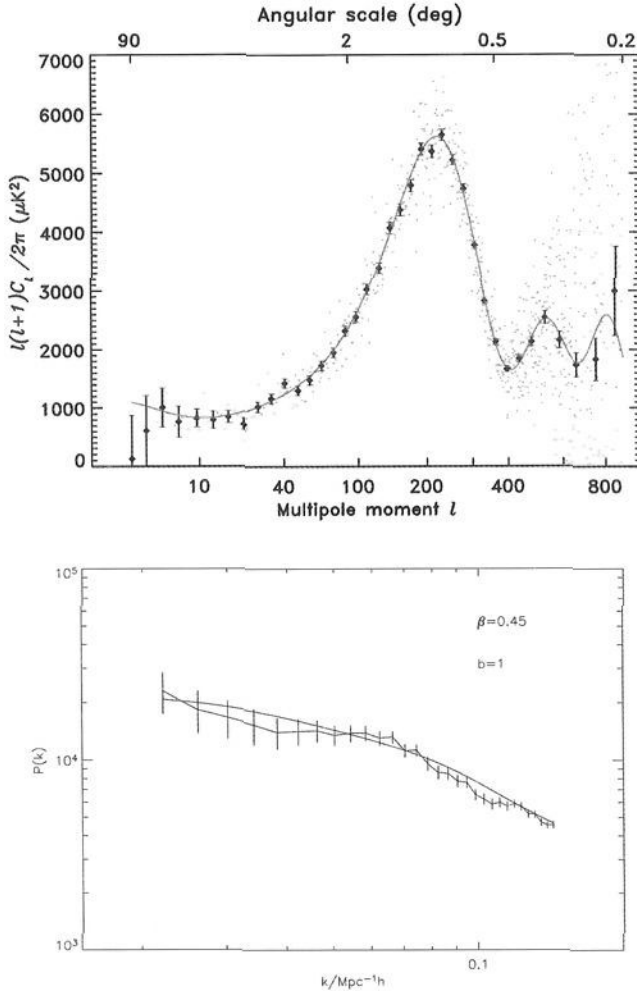 Angular scale (deg)
90 2 0.5 0.2
7000
6000
5000
4000
3000
2000
1000
0
l(l+1)C_l/2π (μK²)
10 40 100 200 400 800
Multipole moment l
10⁵
β=0.45
b=1
P(k)
10⁴
10³
0.1
k/Mpc⁻¹h